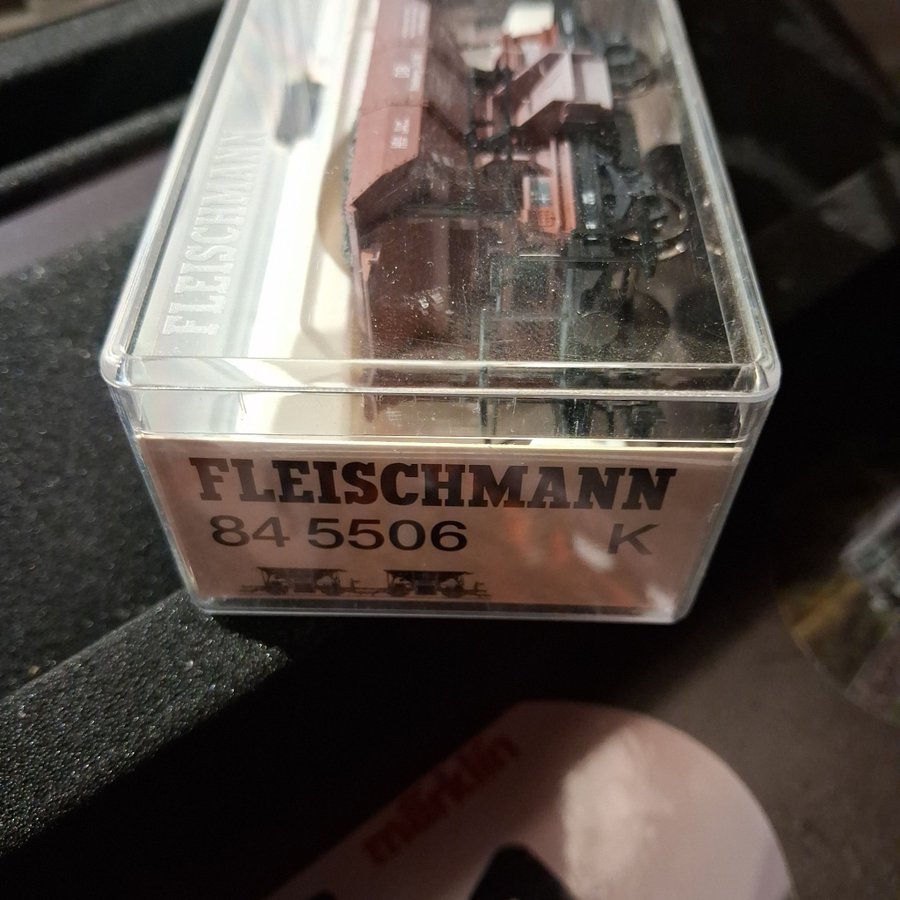 FLEISCHMANN
FLEISCHMANN
84 5506 K
märklin